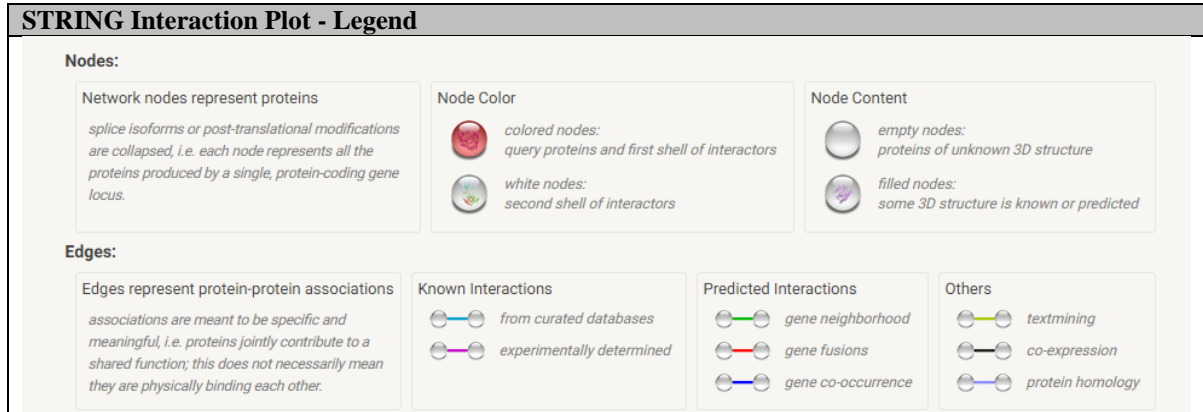 STRING Interaction Plot - Legend
Nodes:
Network nodes represent proteins
splice isoforms or post-translational modifications
are collapsed, i.e. each node represents all the
proteins produced by a single, protein-coding gene
locus.
Node Color
colored nodes:
query proteins and first shell of interactors
white nodes:
second shell of interactors
Node Content
empty nodes:
proteins of unknown 3D structure
filled nodes:
some 3D structure is known or predicted
Edges:
Edges represent protein-protein associations
associations are meant to be specific and
meaningful, i.e. proteins jointly contribute to a
shared function; this does not necessarily mean
they are physically binding each other.
Known Interactions
from curated databases
experimentally determined
Predicted Interactions
gene neighborhood
gene fusions
gene co-occurrence
Others
textmining
co-expression
protein homology